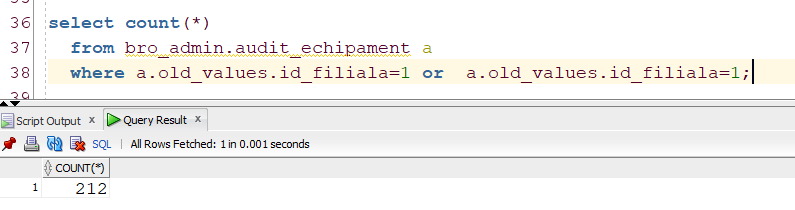 36 select count(*)
37 from bro_admin.audit_echipament a
38 where a.old_values.id_filiala=1 or a.old_values.id_filiala=1;
39
Script Output x Query Result x
SQL | All Rows Fetched: 1 in 0.001 seconds
COUNT(*)
1 212